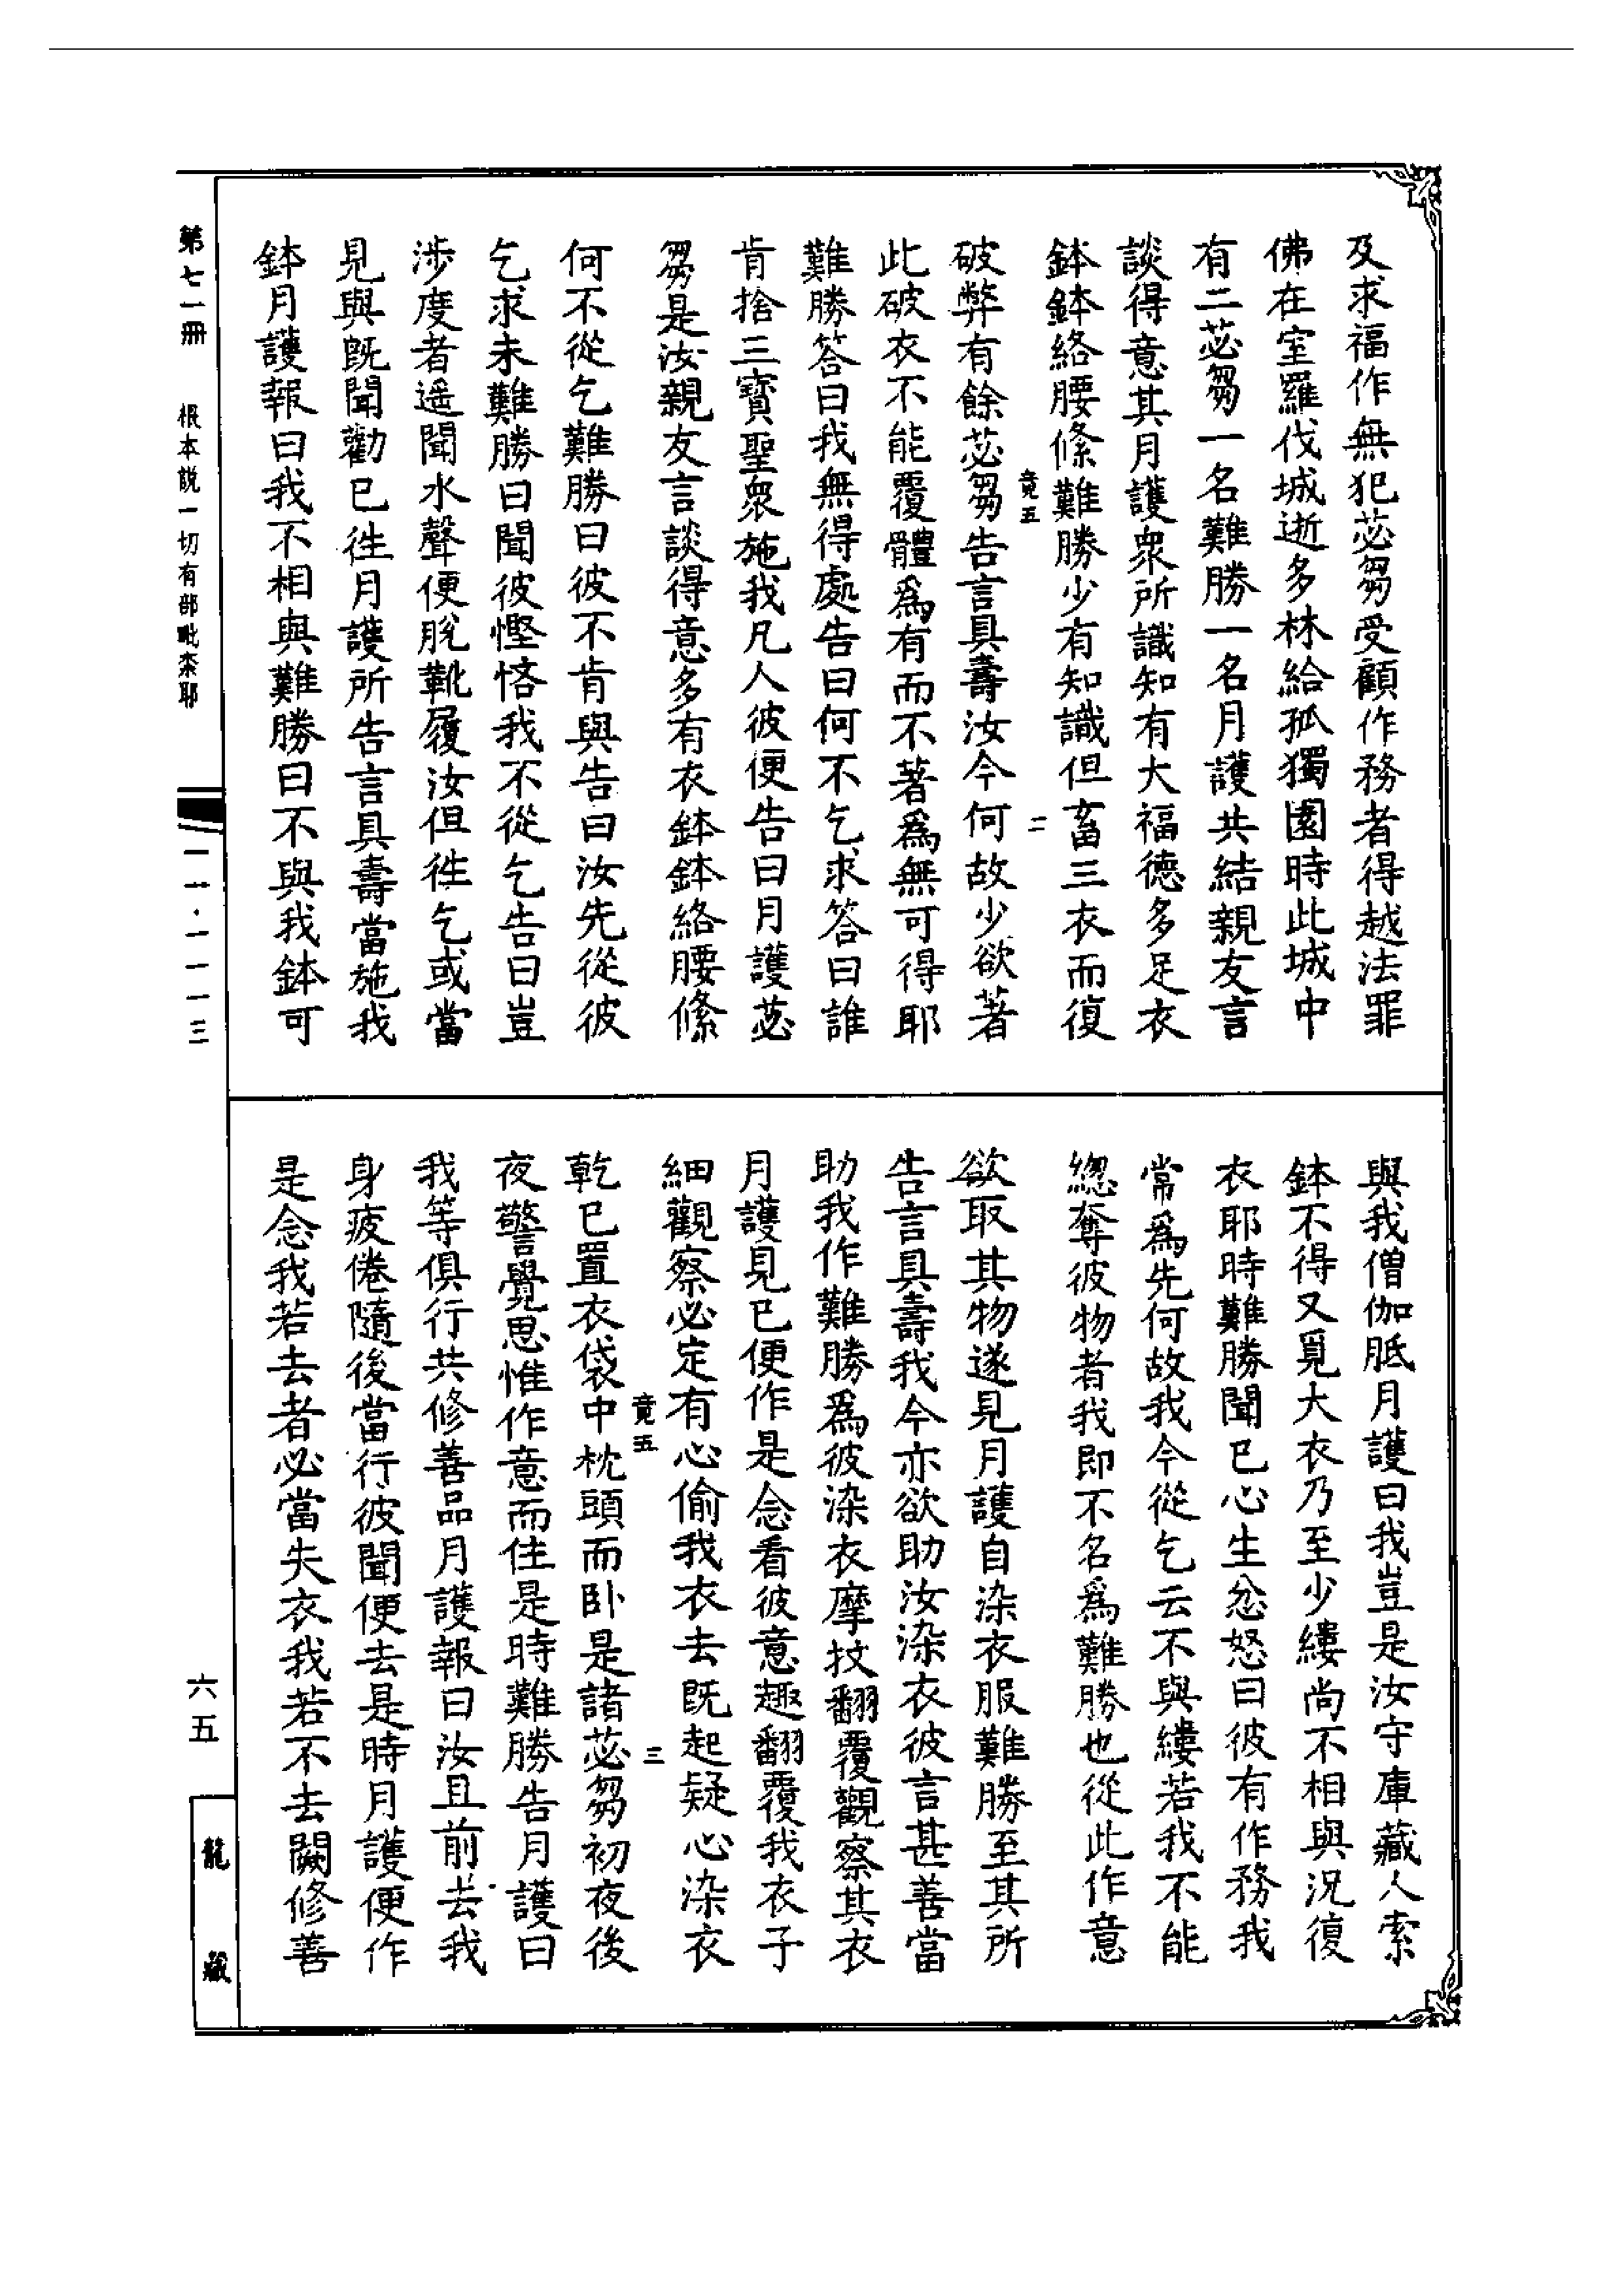 及求福作無犯苾芻受顧作務者得越法罪
佛在室羅伐城逝多林給孤獨園時此城中
有二苾芻一名難勝一名月護共結親友言
談得意其月護衆所識知有大福德多足衣
鉢鉢絡腰絛難勝少有知識但畜三衣而復
竟五 二
破弊有餘苾芻告言具壽汝今何故少欲著
此破衣不能覆體爲有而不著爲無可得耶
難勝答曰我無得處告曰何不乞求答曰誰
肯捨三寶聖衆施我凡人彼便告曰月護苾
芻是汝親友言談得意多有衣鉢鉢絡腰絛
何不從乞難勝曰彼不肯與告曰汝先從彼
乞求未難勝曰聞彼慳悋我不從乞告曰豈
涉度者遥聞水聲便脫靴履汝但徃乞或當
見與旣聞勸已徃月護所告言具壽當施我
鉢月護報曰我不相與難勝曰不與我鉢可
與我僧伽胝月護曰我豈是汝守庫藏人索
鉢不得又覓大衣乃至少縷尚不相與況復
衣耶時難勝聞已心生忿怒曰彼有作務我
常爲先何故我今從乞云不與縷若我不能
緫奪彼物者我即不名爲難勝也從此作意
欲取其物遂見月護自染衣服難勝至其所
告言具壽我今亦欲助汝染衣彼言甚善當
助我作難勝爲彼染衣摩抆翻覆觀察其衣
月護見已便作是念看彼意趣翻覆我衣子
細觀察必定有心偷我衣去旣起疑心染衣
竟五 三
乾已置衣袋中枕頭而卧是諸苾芻初夜後
夜警覺思惟作意而住是時難勝告月護曰
我等俱行共修善品月護報曰汝且前去我
身疲倦隨後當行彼聞便去是時月護便作
是念我若去者必當失衣我若不去闕修善
第七一冊 根本説一切有部毗柰耶
一一·一一一三
六五
龍藏